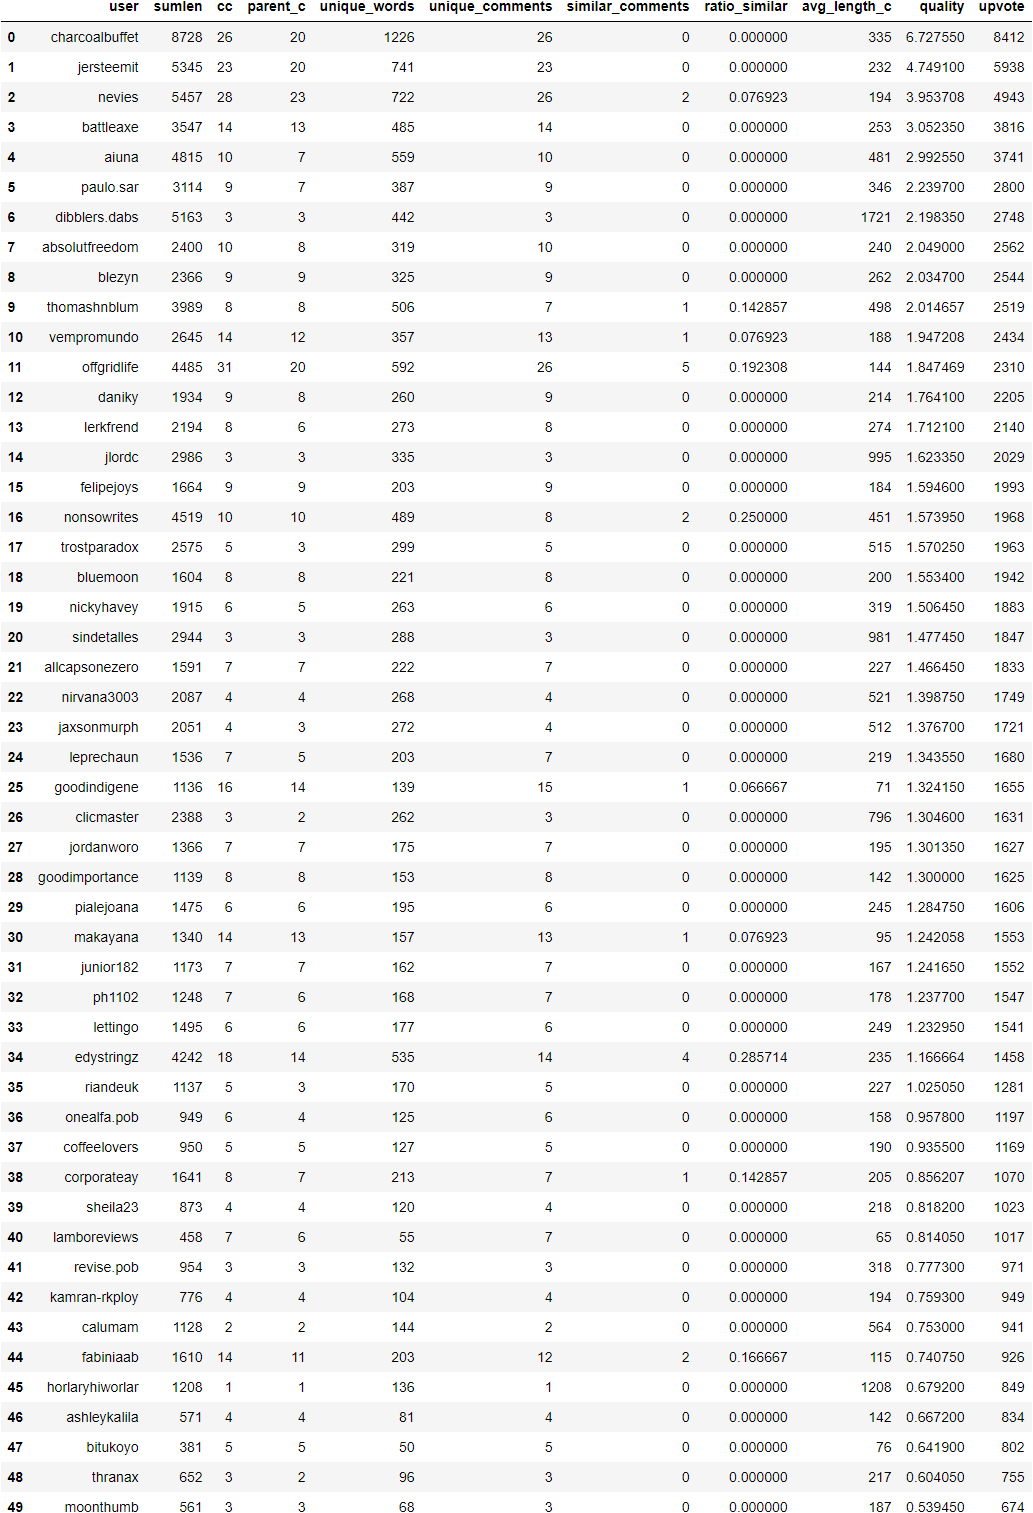 user sumlen cc parent_c unique_words unique_comments similar_comments ratio_similar avg_length_c quality upvote
0 charcoalbuffet 8728 26 20 1226 26 0 0.000000 335 6.727550 8412
1 jersteemit 5345 23 20 741 23 0 0.000000 232 4.749100 5938
2 nevies 5457 28 23 722 26 2 0.076923 194 3.953708 4943
3 battleaxe 3547 14 13 485 14 0 0.000000 253 3.052350 3816
4 aiuna 4815 10 7 559 10 0 0.000000 481 2.992550 3741
5 paulo.sar 3114 9 7 387 9 0 0.000000 346 2.239700 2800
6 dibblers.dabs 5163 3 3 442 3 0 0.000000 1721 2.198350 2748
7 absolutfreedom 2400 10 8 319 10 0 0.000000 240 2.049000 2562
8 blezyn 2366 9 9 325 9 0 0.000000 262 2.034700 2544
9 thomashnblum 3989 8 8 506 7 1 0.142857 498 2.014657 2519
10 vempromundo 2645 14 12 357 13 1 0.076923 188 1.947208 2434
11 offgridlife 4485 31 20 592 26 5 0.192308 144 1.847469 2310
12 daniky 1934 9 8 260 9 0 0.000000 214 1.764100 2205
13 lerkfrend 2194 8 6 273 8 0 0.000000 274 1.712100 2140
14 jlordc 2986 3 3 335 3 0 0.000000 995 1.623350 2029
15 felipejoys 1664 9 9 203 9 0 0.000000 184 1.594600 1993
16 nonsowrites 4519 10 10 489 8 2 0.250000 451 1.573950 1968
17 trostparadox 2575 5 3 299 5 0 0.000000 515 1.570250 1963
18 bluemoon 1604 8 8 221 8 0 0.000000 200 1.553400 1942
19 nickyhavey 1915 6 5 263 6 0 0.000000 319 1.506450 1883
20 sindetalles 2944 3 3 288 3 0 0.000000 981 1.477450 1847
21 allcapsonezero 1591 7 7 222 7 0 0.000000 227 1.466450 1833
22 nirvana3003 2087 4 4 268 4 0 0.000000 521 1.398750 1749
23 jaxsonmurph 2051 4 3 272 4 0 0.000000 512 1.376700 1721
24 leprechaun 1536 7 5 203 7 0 0.000000 219 1.343550 1680
25 goodindigene 1136 16 14 139 15 1 0.066667 71 1.324150 1655
26 clicmaster 2388 3 2 262 3 0 0.000000 796 1.304600 1631
27 jordanworo 1366 7 7 175 7 0 0.000000 195 1.301350 1627
28 goodimportance 1139 8 8 153 8 0 0.000000 142 1.300000 1625
29 pialejoana 1475 6 6 195 6 0 0.000000 245 1.284750 1606
30 makayana 1340 14 13 157 13 1 0.076923 95 1.242058 1553
31 junior182 1173 7 7 162 7 0 0.000000 167 1.241650 1552
32 ph1102 1248 7 6 168 7 0 0.000000 178 1.237700 1547
33 lettingo 1495 6 6 177 6 0 0.000000 249 1.232950 1541
34 edystringz 4242 18 14 535 14 4 0.285714 235 1.166664 1458
35 riandeuk 1137 5 3 170 5 0 0.000000 227 1.025050 1281
36 onealfa.pob 949 6 4 125 6 0 0.000000 158 0.957800 1197
37 coffeelovers 950 5 5 127 5 0 0.000000 190 0.935500 1169
38 corporateay 1641 8 7 213 7 1 0.142857 205 0.856207 1070
39 sheila23 873 4 4 120 4 0 0.000000 218 0.818200 1023
40 lamboreviews 458 7 6 55 7 0 0.000000 65 0.814050 1017
41 revise.pob 954 3 3 132 3 0 0.000000 318 0.777300 971
42 kamran-rkploy 776 4 4 104 4 0 0.000000 194 0.759300 949
43 calumam 1128 2 2 144 2 0 0.000000 564 0.753000 941
44 fabiniaab 1610 14 11 203 12 2 0.166667 115 0.740750 926
45 horlaryhiworlar 1208 1 1 136 1 0 0.000000 1208 0.679200 849
46 ashleykalila 571 4 4 81 4 0 0.000000 142 0.667200 834
47 bitukoyo 381 5 5 50 5 0 0.000000 76 0.641900 802
48 thranax 652 3 2 96 3 0 0.000000 217 0.604050 755
49 moonthumb 561 3 3 68 3 0 0.000000 187 0.539450 674